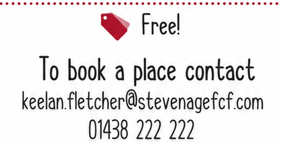 Free!
To book a place contact
keelan.fletcher@stevenagefcf.com
01438 222 222